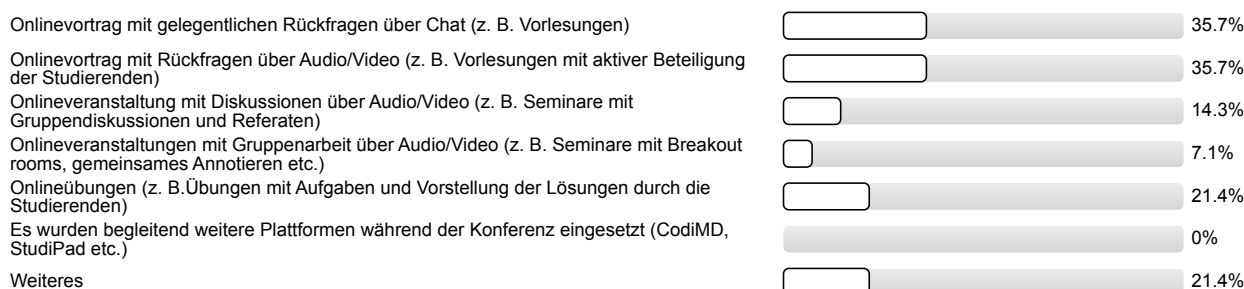 Onlinevortrag mit gelegentlichen Rückfragen über Chat (z. B. Vorlesungen) 35.7%
Onlinevortrag mit Rückfragen über Audio/Video (z. B. Vorlesungen mit aktiver Beteiligung
der Studierenden) 35.7%
Onlineveranstaltung mit Diskussionen über Audio/Video (z. B. Seminare mit
Gruppendiskussionen und Referaten) 14.3%
Onlineveranstaltungen mit Gruppenarbeit über Audio/Video (z. B. Seminare mit Breakout
rooms, gemeinsames Annotieren etc.) 7.1%
Onlineübungen (z. B.Übungen mit Aufgaben und Vorstellung der Lösungen durch die
Studierenden) 21.4%
Es wurden begleitend weitere Plattformen während der Konferenz eingesetzt (CodiMD,
StudiPad etc.) 0%
Weiteres 21.4%